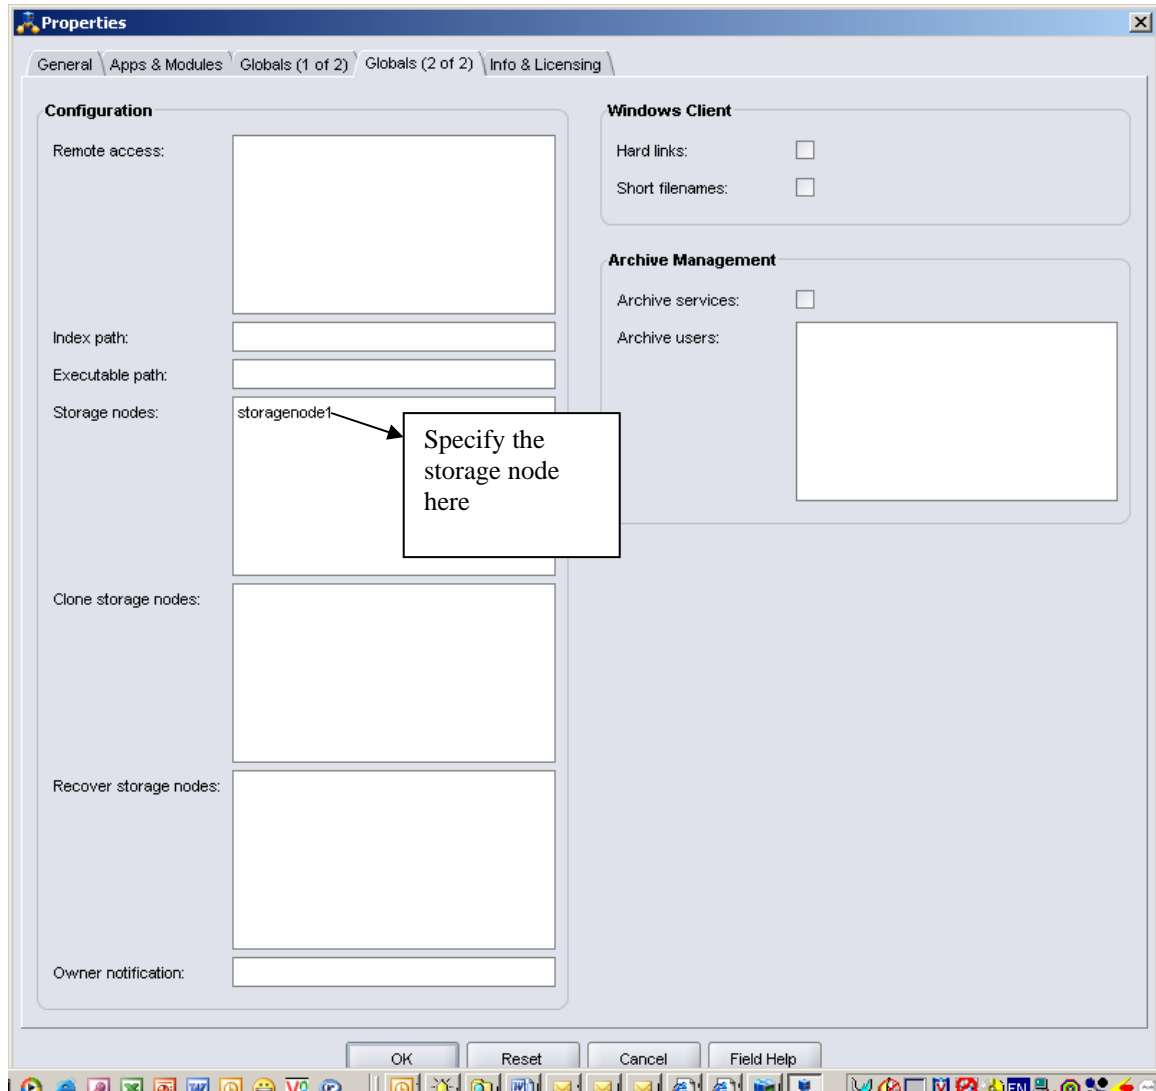 Properties
General Apps & Modules Globals (1 of 2) Globals (2 of 2) Info & Licensing
Configuration
Remote access:
Index path:
Executable path:
Storage nodes: storagenode1
Specify the
storage node
here
Clone storage nodes:
Recover storage nodes:
Owner notification:
Windows Client
Hard links:
Short filenames:
Archive Management
Archive services:
Archive users:
OK Reset Cancel Field Help
EN